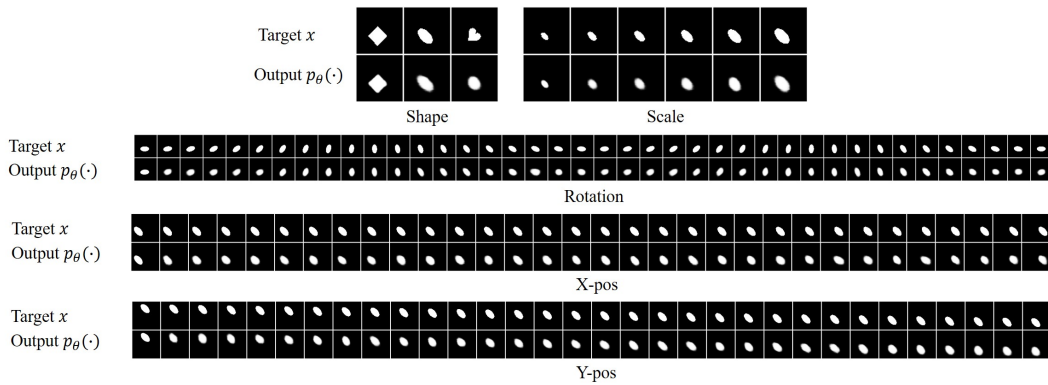 Target x
Output pθ(·)
Shape
Scale
Target x
Output pθ(·)
Rotation
Target x
Output pθ(·)
X-pos
Target x
Output pθ(·)
Y-pos